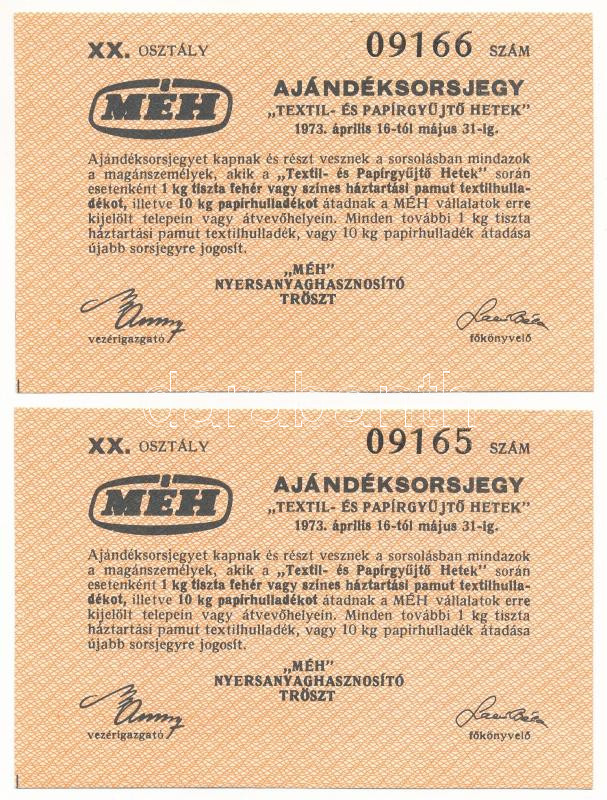 XX. OSZTÁLY 09166 SZÁM
MÉH
AJÁNDÉKSORSJEGY
„TEXTIL- ÉS PAPÍRGYŰJTŐ HETEK”
1973. április 16-tól május 31-ig.
Ajándéksorsjegyet kapnak és részt vesznek a sorsolásban mindazok
a magánszemélyek, akik a „Textil- és Papírgyűjtő Hetek” során
esetenként 1 kg tiszta fehér vagy színes háztartási pamut textilhulla-
dékot, illetve 10 kg papírhulladékot átadnak a MÉH vállalatok erre
kijelölt telepein vagy átvevőhelyein. Minden további 1 kg tiszta
háztartási pamut textilhulladék, vagy 10 kg papírhulladék átadása
újabb sorsjegyre jogosít.
„MÉH”
NYERSANYAGHASZNOSÍTÓ
TRÖSZT
vezérigazgató főkönyvelő
darabanth
XX. OSZTÁLY 09165 SZÁM
MÉH
AJÁNDÉKSORSJEGY
„TEXTIL- ÉS PAPÍRGYŰJTŐ HETEK”
1973. április 16-tól május 31-ig.
Ajándéksorsjegyet kapnak és részt vesznek a sorsolásban mindazok
a magánszemélyek, akik a „Textil- és Papírgyűjtő Hetek” során
esetenként 1 kg tiszta fehér vagy színes háztartási pamut textilhulla-
dékot, illetve 10 kg papírhulladékot átadnak a MÉH vállalatok erre
kijelölt telepein vagy átvevőhelyein. Minden további 1 kg tiszta
háztartási pamut textilhulladék, vagy 10 kg papírhulladék átadása
újabb sorsjegyre jogosít.
„MÉH”
NYERSANYAGHASZNOSÍTÓ
TRÖSZT
vezérigazgató főkönyvelő